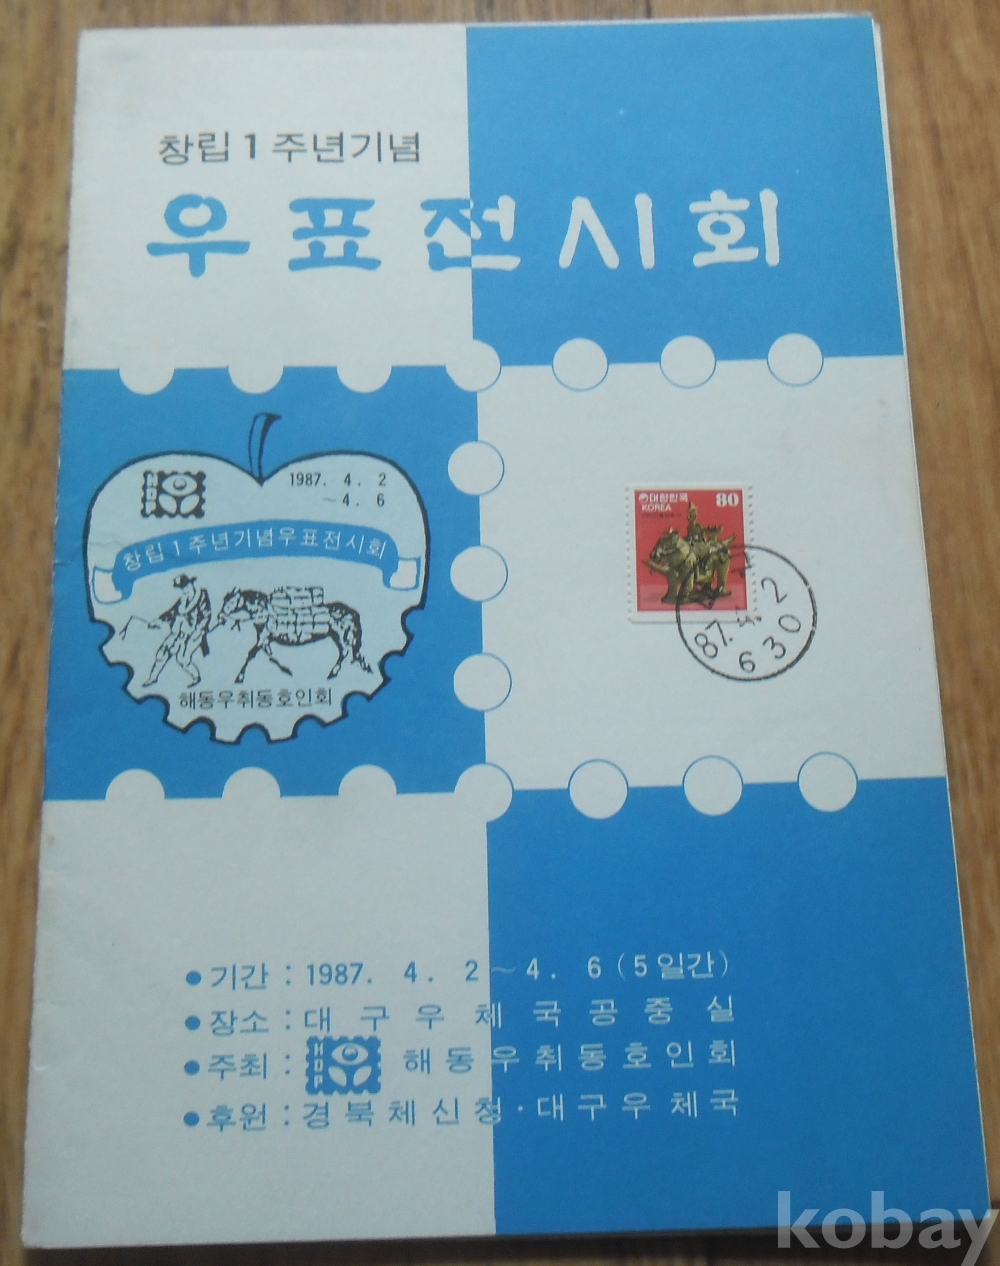 창립 1 주년기념
우표전시회
1987. 4. 2
~4. 6
창립 1 주년기념우표전시회
해동우취동호인회
대한민국 80
KOREA
87. 4. 2
630
● 기간 : 1987. 4. 2 ~ 4. 6 (5 일간)
● 장소 : 대구우체국공중실
● 주최 : HDP 해동우취동호인회
● 후원 : 경북체신청·대구우체국
kobay